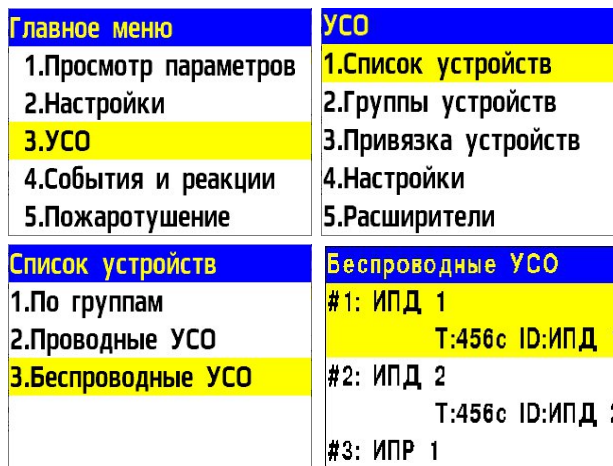 Главное меню
1.Просмотр параметров
2.Настройки
3.УСО
4.События и реакции
5.Пожаротушение
УСО
1.Список устройств
2.Группы устройств
3.Привязка устройств
4.Настройки
5.Расширители
Список устройств
1.По группам
2.Проводные УСО
3.Беспроводные УСО
Беспроводные УСО
#1: ИПД 1
T:456c ID:ИПД
#2: ИПД 2
T:456c ID:ИПД 2
#3: ИПР 1